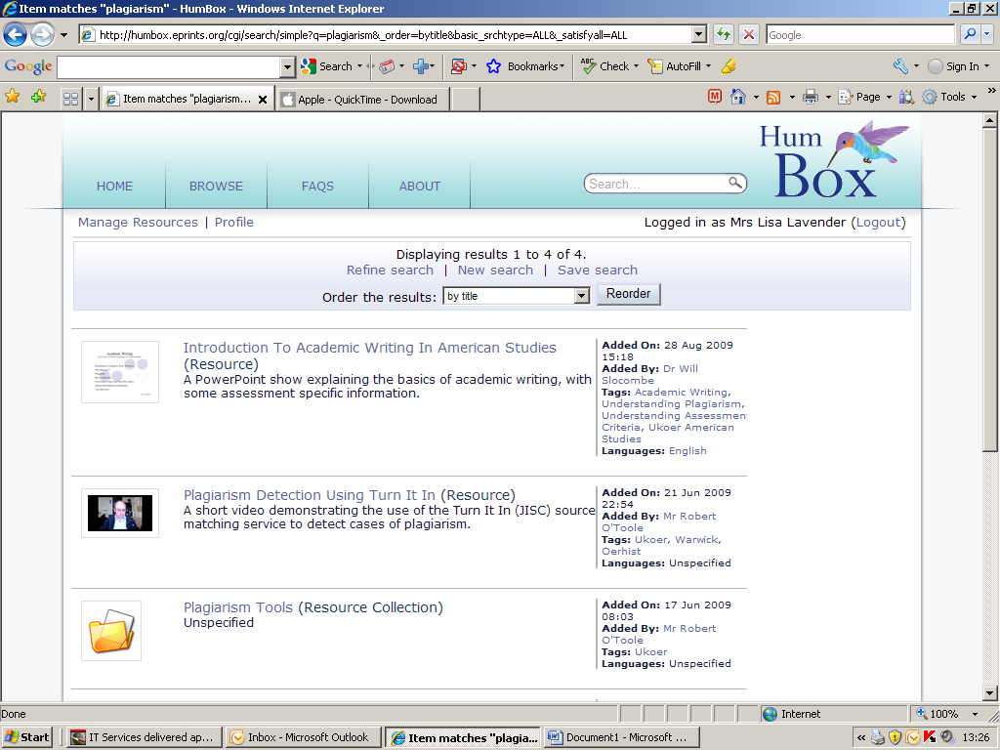 Item matches "plagiarism" - HumBox - Windows Internet Explorer
http://humbox.eprints.org/cgi/search/simple?q=plagiarism&_order=bytitle&basic_srchtype=ALL&_satisfyall=ALL
Google
Google
Search
Bookmarks
Check
AutoFill
Sign In
Item matches "plagiarism...
Apple - QuickTime - Download
Page
Tools
Hum
Box
HOME
BROWSE
FAQS
ABOUT
Search...
Manage Resources | Profile
Logged in as Mrs Lisa Lavender (Logout)
Displaying results 1 to 4 of 4.
Refine search | New search | Save search
Order the results: by title Reorder
Academic Writing
Introduction To Academic Writing In American Studies
(Resource)
A PowerPoint show explaining the basics of academic writing, with
some assessment specific information.
Added On: 28 Aug 2009
15:18
Added By: Dr Will
Slocombe
Tags: Academic Writing,
Understanding Plagiarism,
Understanding Assessmen
Criteria, Ukoer American
Studies
Languages: English
Plagiarism Detection Using Turn It In (Resource)
A short video demonstrating the use of the Turn It In (JISC) source
matching service to detect cases of plagiarism.
Added On: 21 Jun 2009
22:54
Added By: Mr Robert
O'Toole
Tags: Ukoer, Warwick,
Oerhist
Languages: Unspecified
Plagiarism Tools (Resource Collection)
Unspecified
Added On: 17 Jun 2009
08:03
Added By: Mr Robert
O'Toole
Tags: Ukoer
Languages: Unspecified
Done
Internet
100%
Start
IT Services delivered ap...
Inbox - Microsoft Outlook
Item matches "plagia...
Document1 - Microsoft ...
13:26